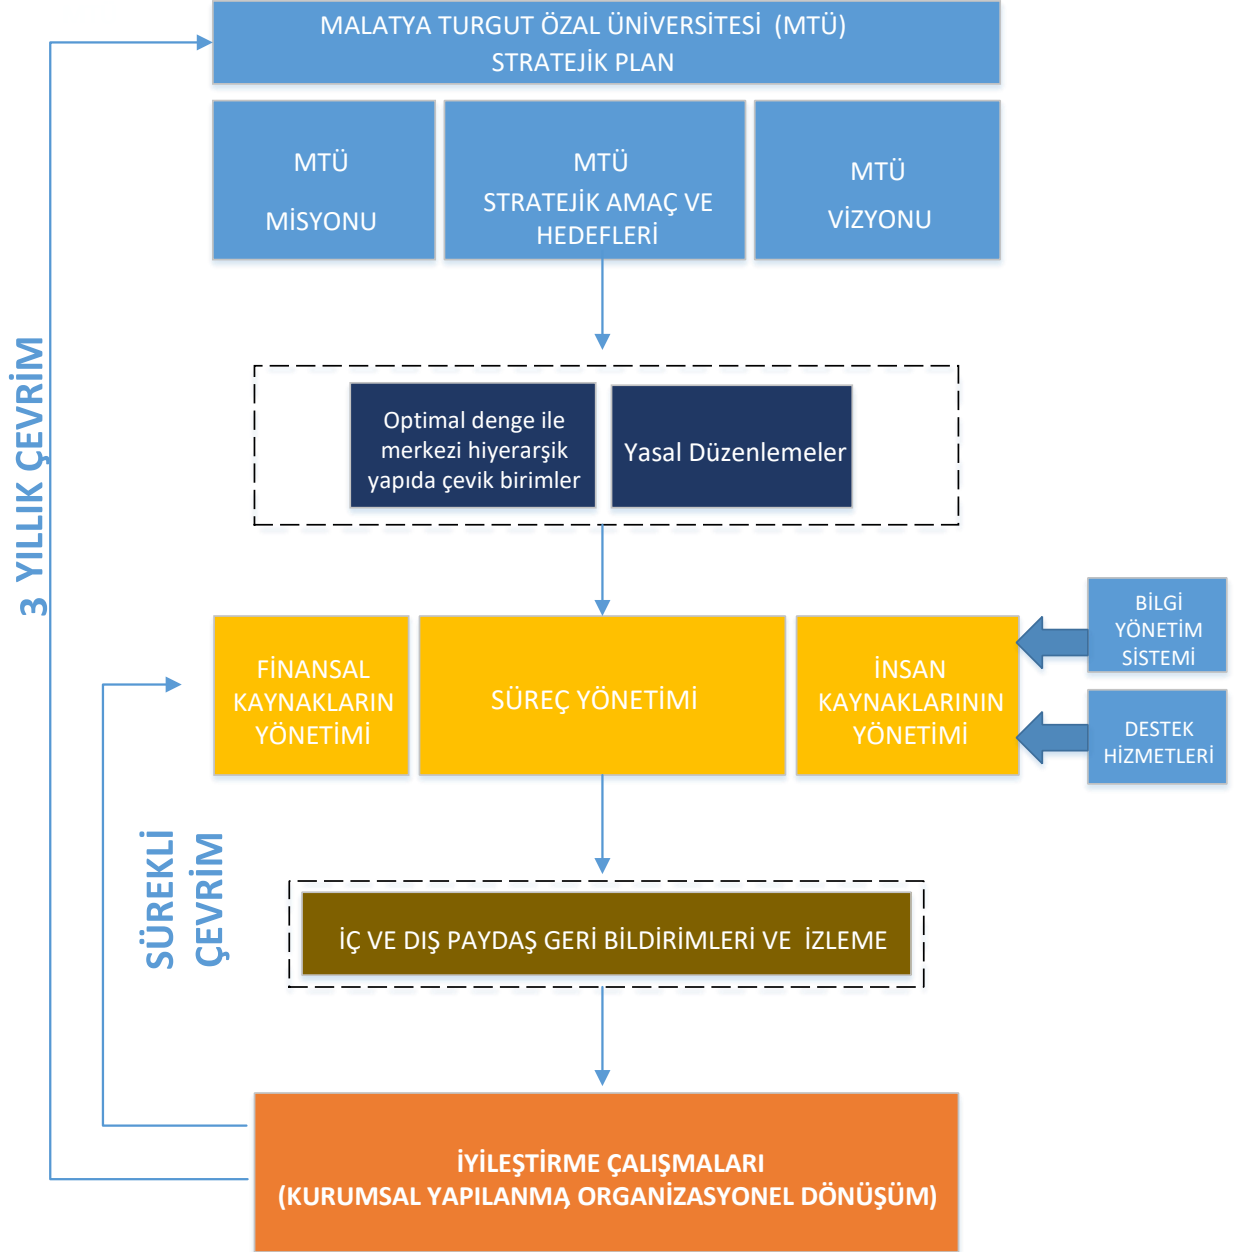 MALATYA TURGUT ÖZAL ÜNİVERSİTESİ (MTÜ)
STRATEJİK PLAN
MTÜ
MİSYONU
MTÜ
STRATEJİK AMAÇ VE
HEDEFLERİ
MTÜ
VİZYONU
3 YILLIK ÇEVRİM
Optimal denge ile
merkezi hiyerarşik
yapıda çevik birimler
Yasal Düzenlemeler
FİNANSAL
KAYNAKLARIN
YÖNETİMİ
SÜREÇ YÖNETİMİ
İNSAN
KAYNAKLARININ
YÖNETİMİ
BİLGİ
YÖNETİM
SİSTEMİ
DESTEK
HİZMETLERİ
SÜREKLİ
ÇEVRİM
İÇ VE DIŞ PAYDAŞ GERİ BİLDİRİMLERİ VE İZLEME
İYİLEŞTİRME ÇALIŞMALARI
(KURUMSAL YAPILANMA, ORGANİZASYONEL DÖNÜŞÜM)